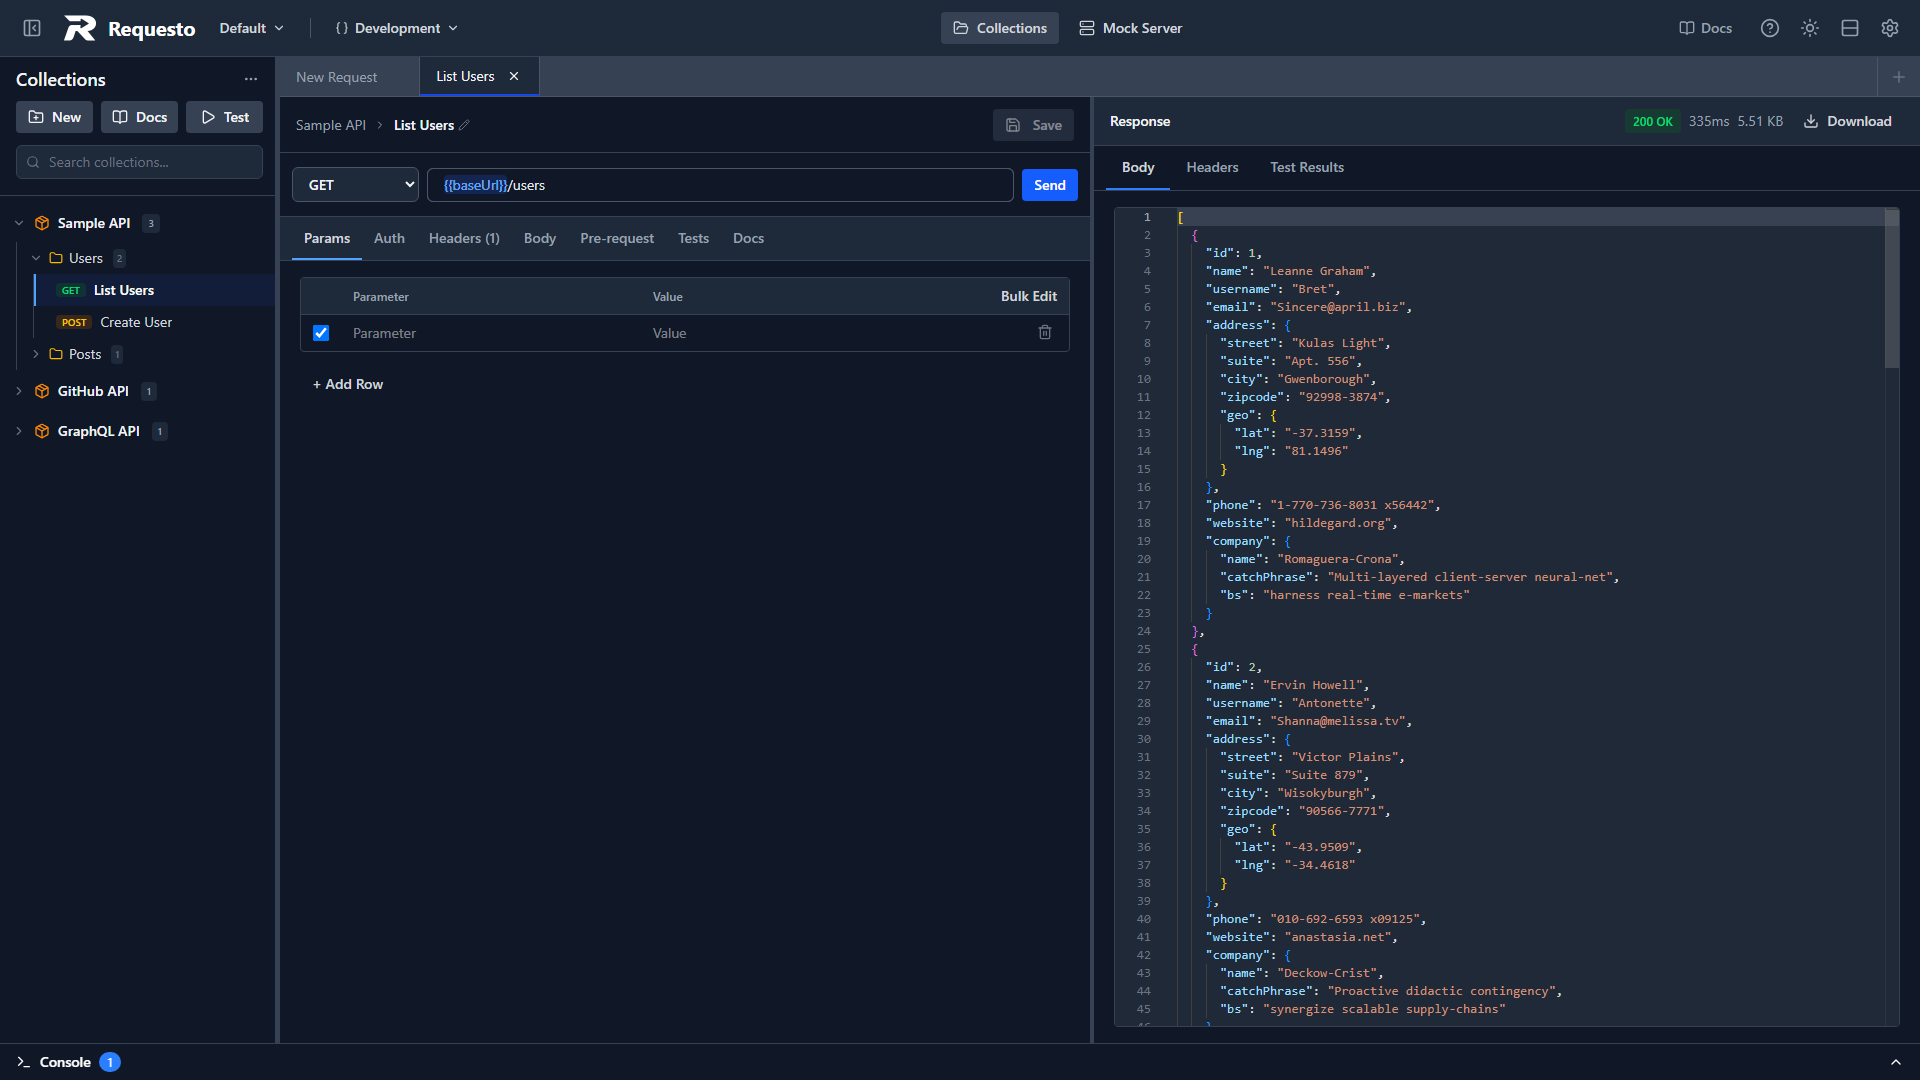 Requesto
Default
{ } Development
Collections
Mock Server
Docs
Collections
...
New
Docs
Test
Search collections...
Sample API 3
Users 2
GET List Users
POST Create User
Posts 1
GitHub API 1
GraphQL API 1
New Request
List Users
Sample API > List Users
Save
GET
{{baseUrl}}/users
Send
Params
Auth
Headers (1)
Body
Pre-request
Tests
Docs
Parameter
Value
Bulk Edit
Parameter
Value
+ Add Row
Response
200 OK
335ms
5.51 KB
Download
Body
Headers
Test Results
1 [
2 {
3 "id": 1,
4 "name": "Leanne Graham",
5 "username": "Bret",
6 "email": "Sincere@april.biz",
7 "address": {
8 "street": "Kulas Light",
9 "suite": "Apt. 556",
10 "city": "Gwenborough",
11 "zipcode": "92998-3874",
12 "geo": {
13 "lat": "-37.3159",
14 "lng": "81.1496"
15 }
16 },
17 "phone": "1-770-736-8031 x56442",
18 "website": "hildegard.org",
19 "company": {
20 "name": "Romaguera-Crona",
21 "catchPhrase": "Multi-layered client-server neural-net",
22 "bs": "harness real-time e-markets"
23 }
24 },
25 {
26 "id": 2,
27 "name": "Ervin Howell",
28 "username": "Antonette",
29 "email": "Shanna@melissa.tv",
30 "address": {
31 "street": "Victor Plains",
32 "suite": "Suite 879",
33 "city": "Wisokyburgh",
34 "zipcode": "90566-7771",
35 "geo": {
36 "lat": "-43.9509",
37 "lng": "-34.4618"
38 }
39 },
40 "phone": "010-692-6593 x09125",
41 "website": "anastasia.net",
42 "company": {
43 "name": "Deckow-Crist",
44 "catchPhrase": "Proactive didactic contingency",
45 "bs": "synergize scalable supply-chains"
46 }
Console 1